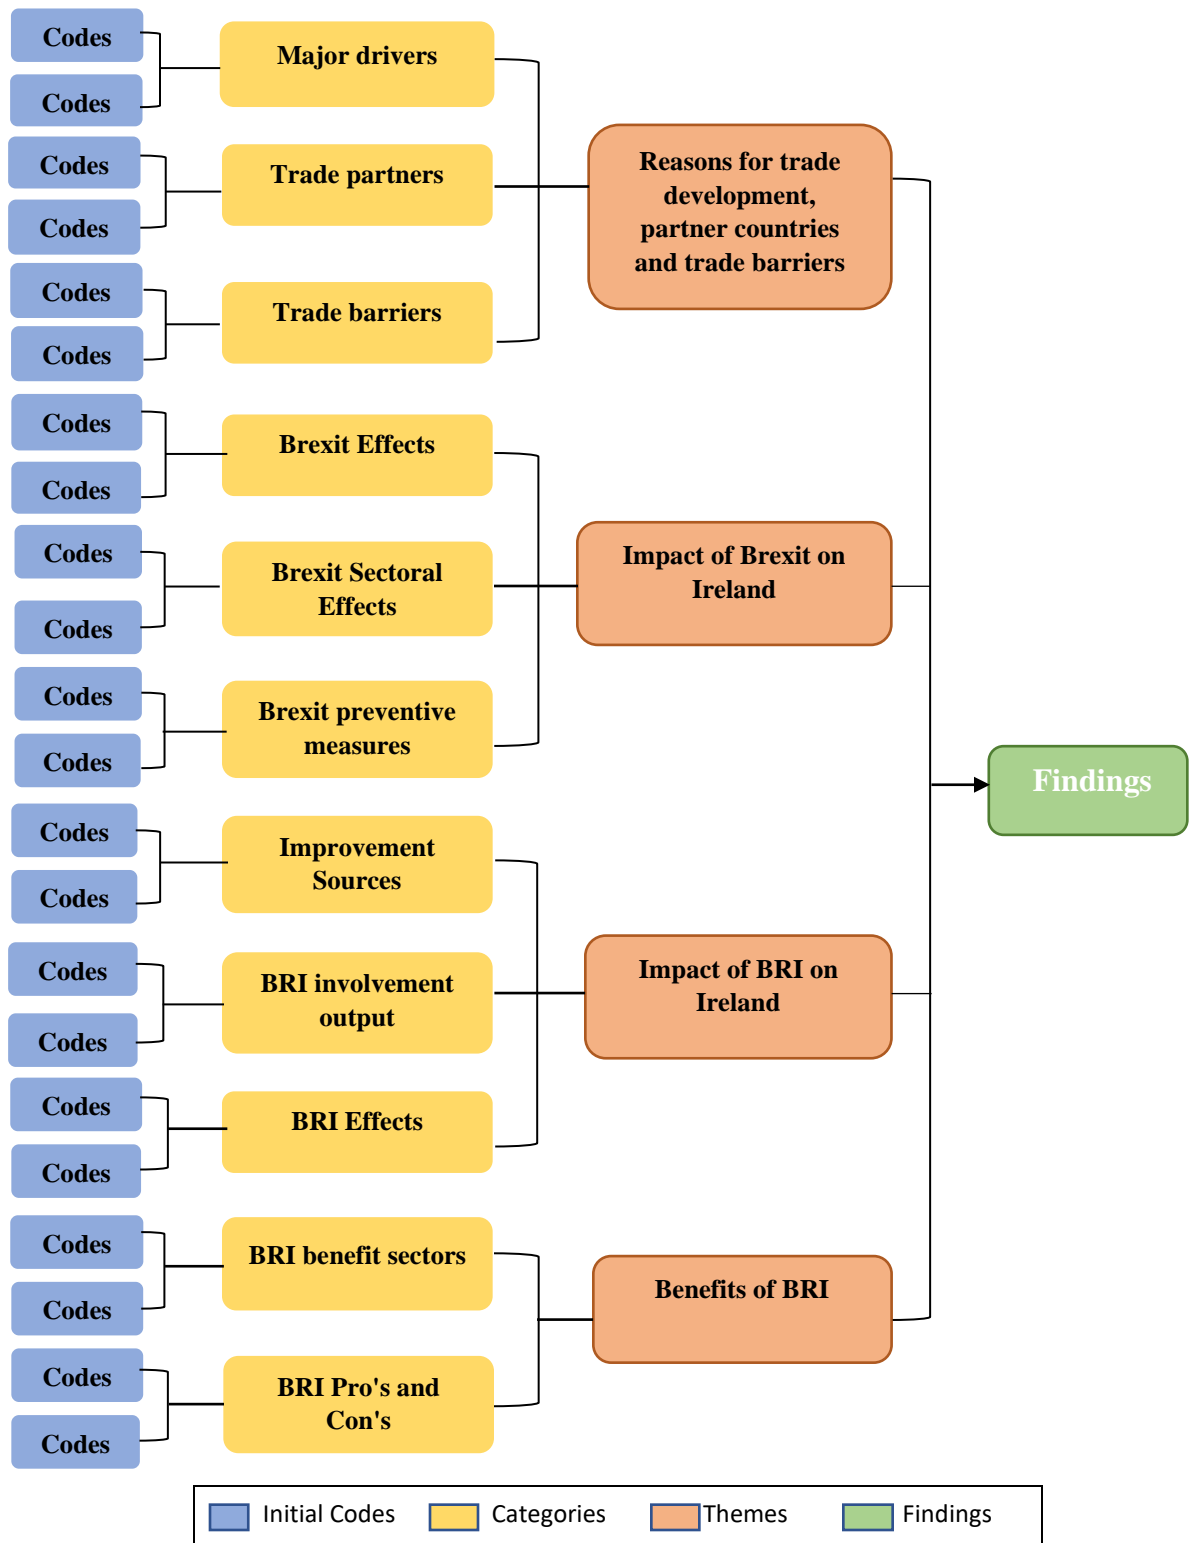 Codes
Codes
Major drivers
Codes
Codes
Trade partners
Codes
Codes
Trade barriers
Reasons for trade
development,
partner countries
and trade barriers
Codes
Codes
Brexit Effects
Codes
Codes
Brexit Sectoral
Effects
Codes
Codes
Brexit preventive
measures
Impact of Brexit on
Ireland
Codes
Codes
Improvement
Sources
Codes
Codes
BRI involvement
output
Codes
Codes
BRI Effects
Impact of BRI on
Ireland
Codes
Codes
BRI benefit sectors
Codes
Codes
BRI Pro's and
Con's
Benefits of BRI
Findings
Initial Codes
Categories
Themes
Findings